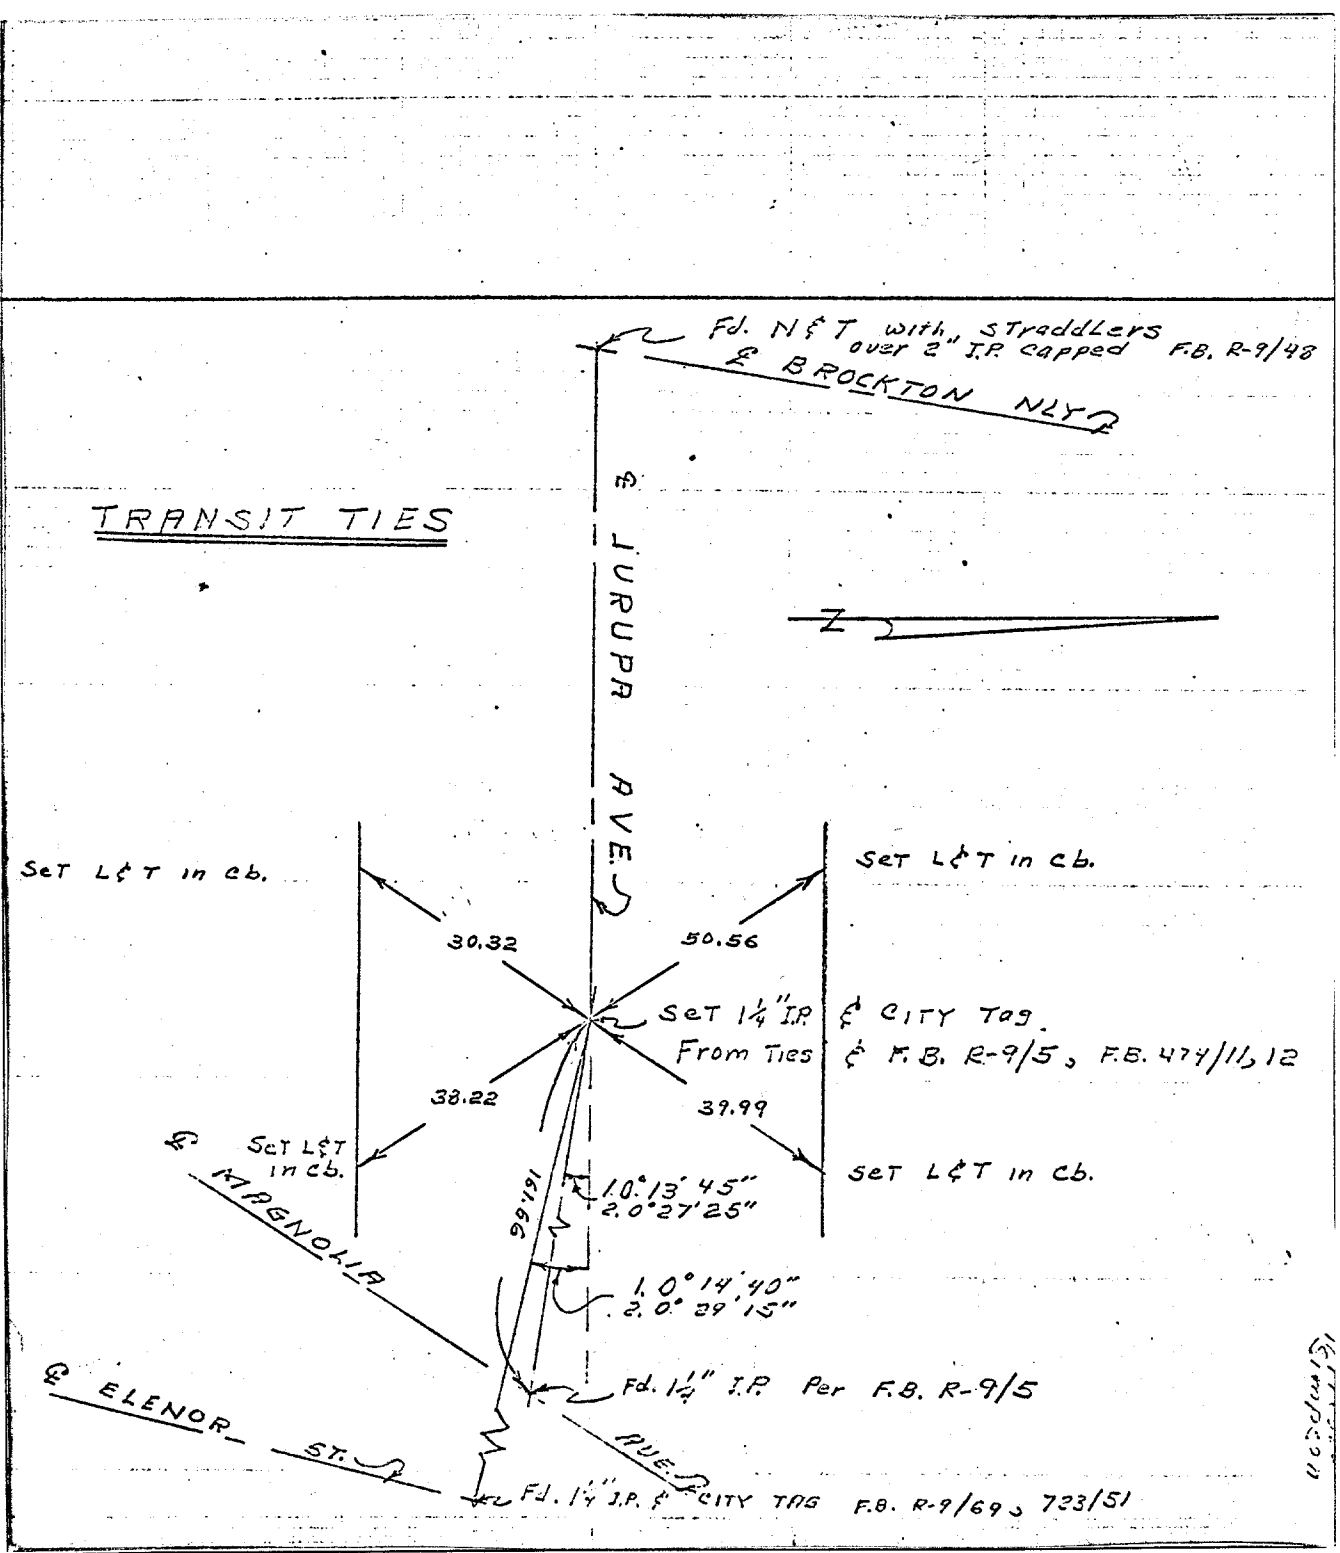 Fd. N & T with straddlers
over 2" I.P. capped F.B. R-9/48
℄ BROCKTON NLY
TRANSIT TIES
℄ JURUPA AVE.
N
Set L & T in cb.
Set L & T in cb.
30.32
50.56
Set 1¼" I.P. & CITY Tag.
From Ties & F.B. R-9/5, F.B. 474/11,12
38.22
39.99
Set L & T
in cb.
Set L & T in cb.
℄ MAGNOLIA AVE.
161.66
1. 0° 13' 45"
2. 0° 27' 25"
1. 0° 14' 40"
2. 0° 29' 15"
Fd. 1¼" I.P. Per F.B. R-9/5
℄ ELENOR ST.
Fd. 1¼" I.P. & CITY TAG F.B. R-9/69, 723/51